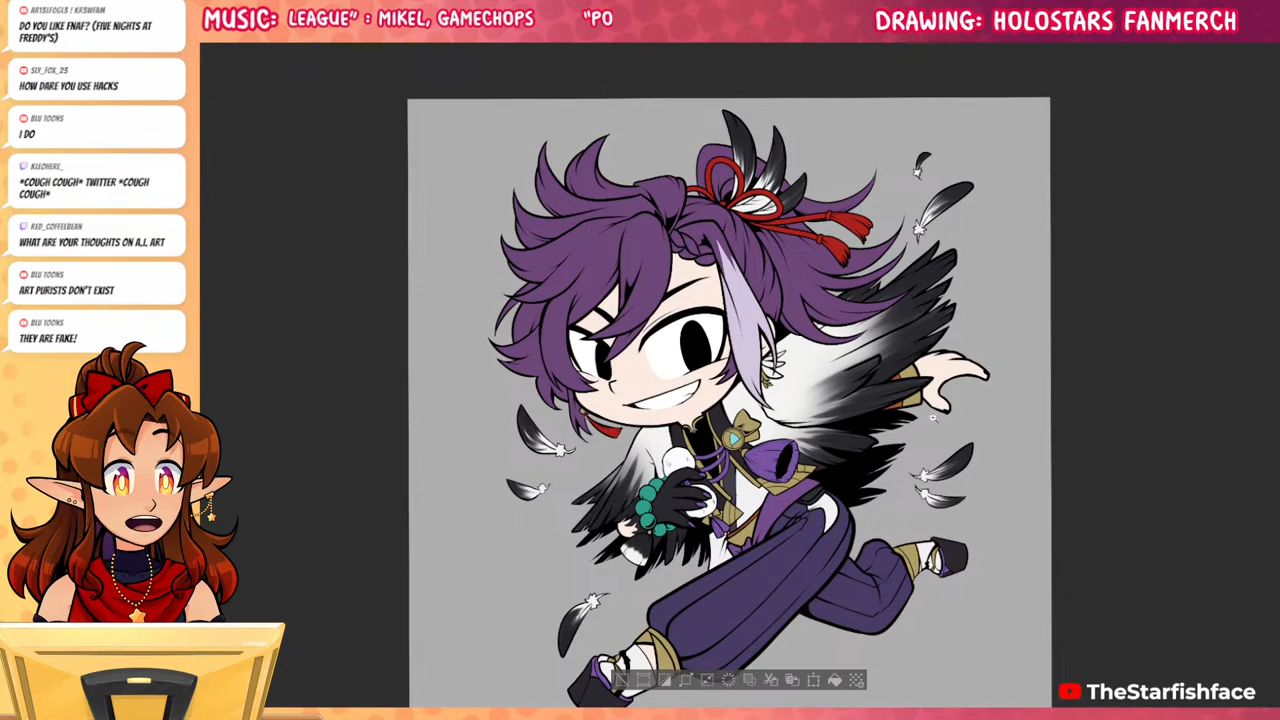 MUSIC: LEAGUE" : MIKEL, GAMECHOPS "PO
DRAWING: HOLOSTARS FANMERCH
AR13LFOGL3 ! KR3WFAM
DO YOU LIKE FNAF? (FIVE NIGHTS AT
FREDDY'S)
SLY_FOX_23
HOW DARE YOU USE HACKS
BLU TOONS
I DO
KLEOHERE_
*COUGH COUGH* TWITTER *COUGH
COUGH*
RED_COFFEEBEAN
WHAT ARE YOUR THOUGHTS ON A.I. ART
BLU TOONS
ART PURISTS DON'T EXIST
BLU TOONS
THEY ARE FAKE!
TheStarfishface